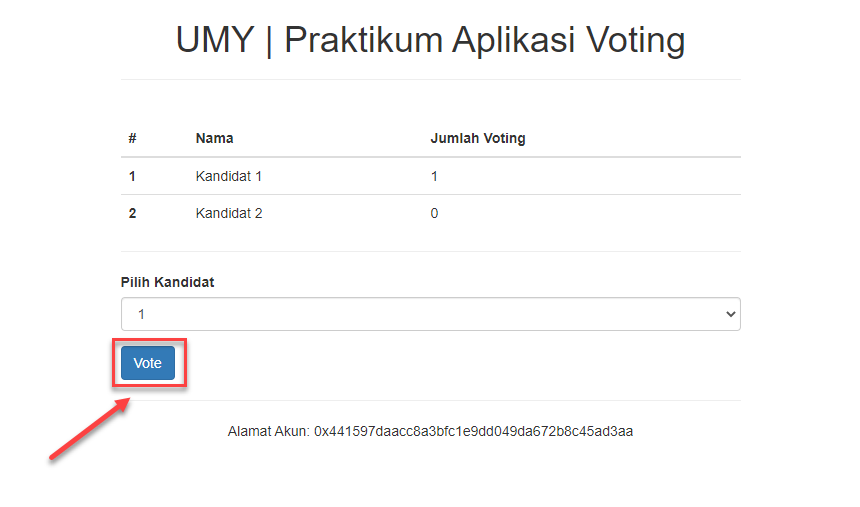 UMY | Praktikum Aplikasi Voting
# Nama Jumlah Voting
1 Kandidat 1 1
2 Kandidat 2 0
Pilih Kandidat
1
Vote
Alamat Akun: 0x441597daacc8a3bfc1e9dd049da672b8c45ad3aa